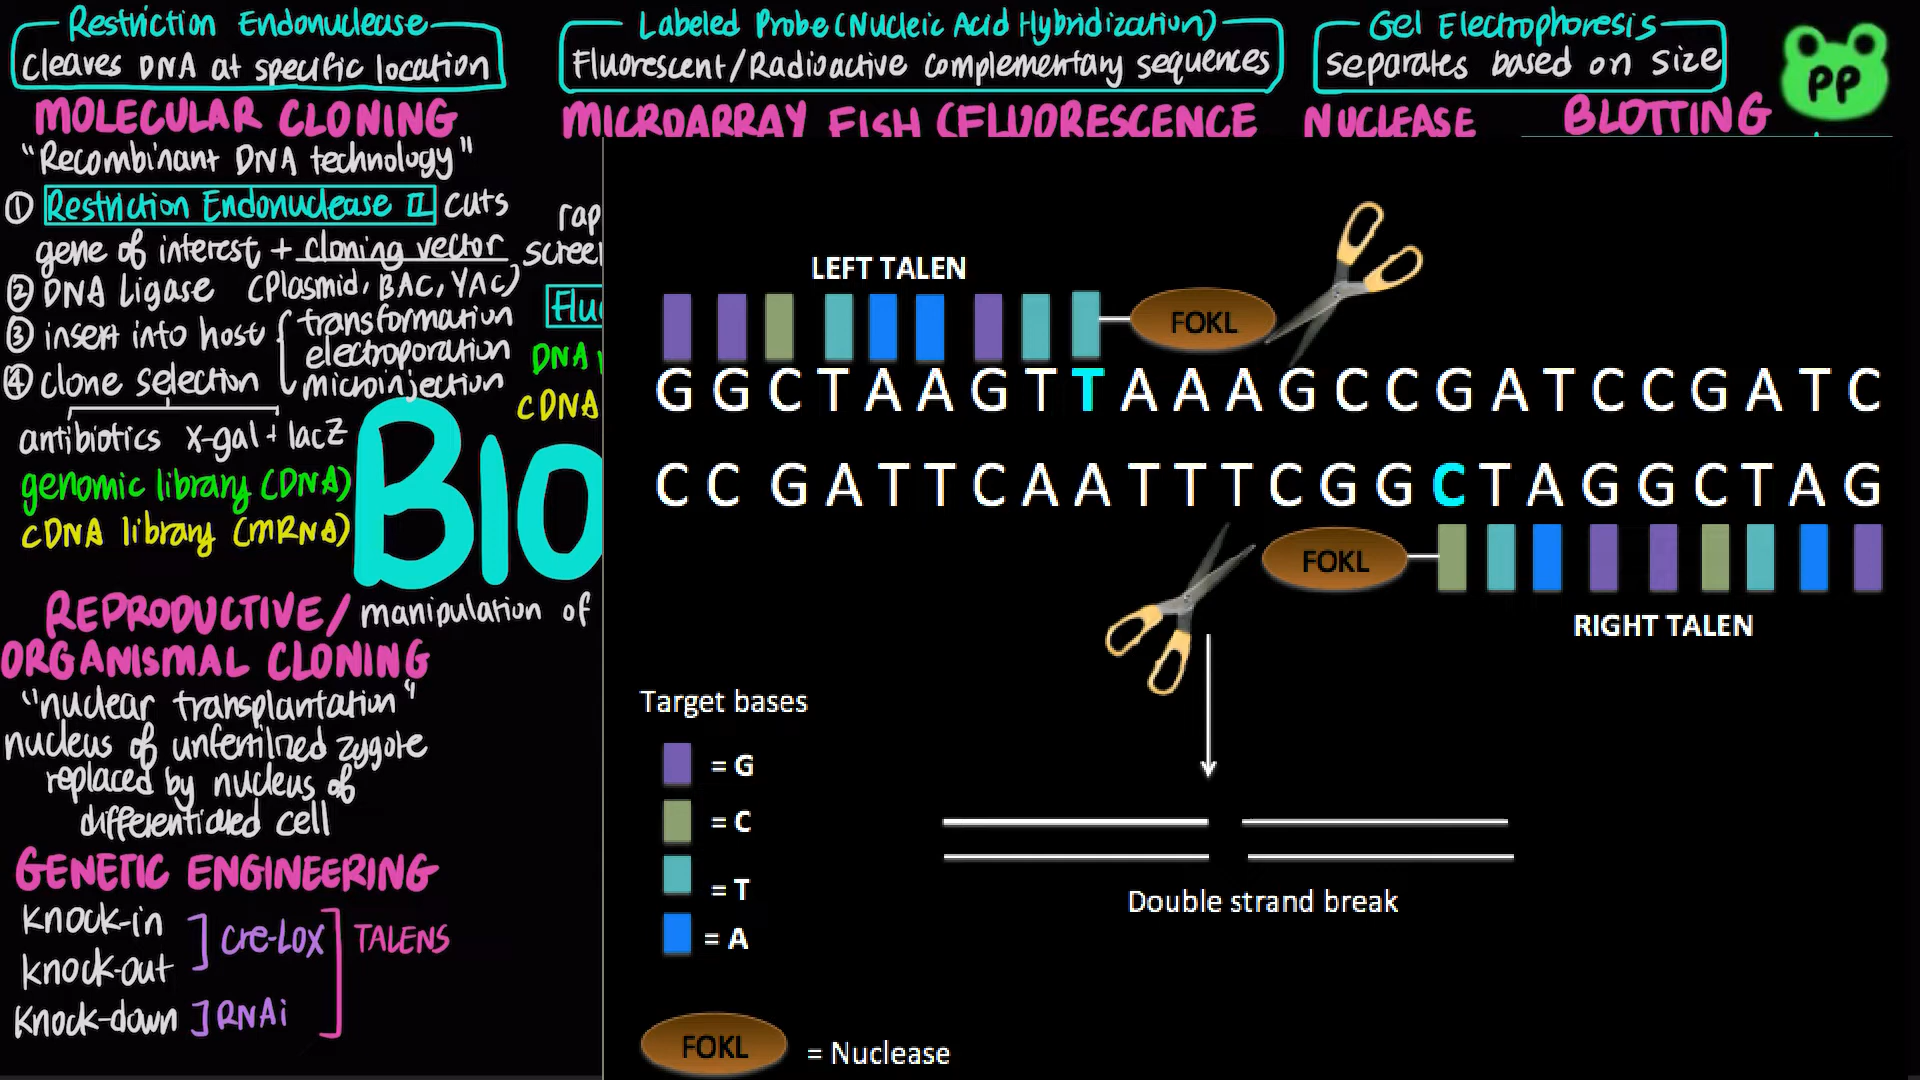 Restriction Endonuclease
Cleaves DNA at specific location
MOLECULAR CLONING
"Recombinant DNA technology"
① Restriction Endonuclease II cuts
gene of interest + cloning vector
② DNA Ligase (Plasmid, BAC, YAC)
③ insert into host { transformation
electroporation
microinjection
④ clone selection
antibiotics X-gal + lacZ
genomic library (DNA)
cDNA library (mRNA)
REPRODUCTIVE/
ORGANISMAL CLONING
"nuclear transplantation"
nucleus of unfertilized zygote
replaced by nucleus of
differentiated cell
GENETIC ENGINEERING
Knock-in
Knock-out ] Cre-Lox ] TALENS
Knock-down ] RNAi
Labeled Probe (Nucleic Acid Hybridization)
Fluorescent/Radioactive complementary sequences
Gel Electrophoresis
separates based on size
PP
MICROARRAY FISH (FLUORESCENCE NUCLEASE BLOTTING
rap
screen
Flu
DNA
cDNA
BIO
manipulation of
LEFT TALEN
FOKL
G G C T A A G T T A A A G C C G A T C C G A T C
C C G A T T C A A T T T C G G C T A G G C T A G
FOKL
RIGHT TALEN
Target bases
= G
= C
= T
= A
Double strand break
FOKL = Nuclease